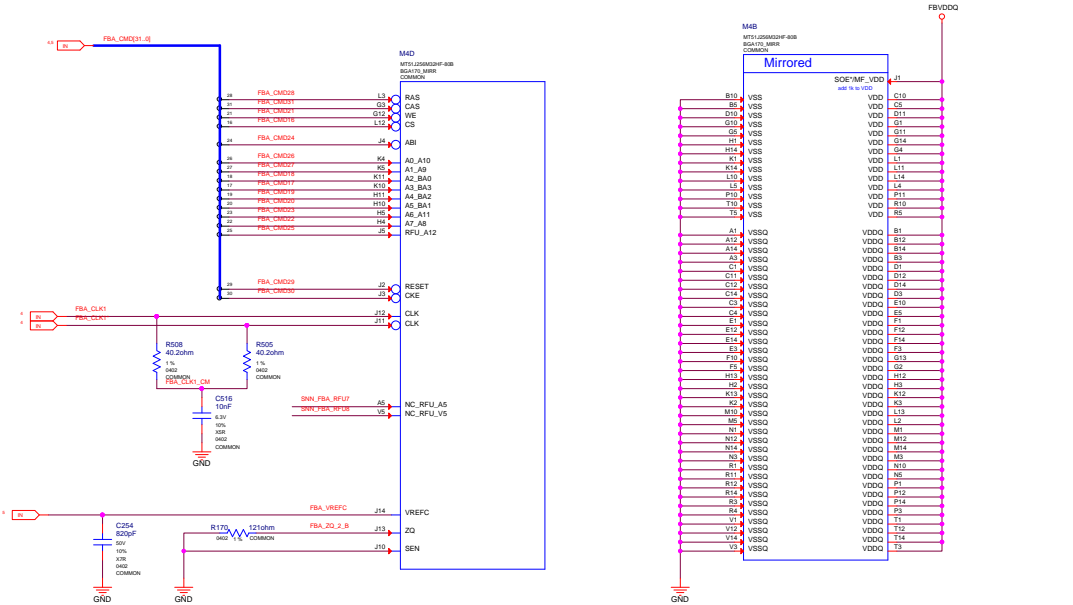 FBVDDQ
FBA_CMD[31..0]
IN
M4D
MT51J256M32HF-80B
BGA170_MIRR
COMMON
M4B
MT51J256M32HF-80B
BGA170_MIRR
COMMON
Mirrored
SOE*/MF_VDD J1
add 1k to VDD
28 FBA_CMD28 L3 RAS
31 FBA_CMD31 G3 CAS
21 FBA_CMD21 G12 WE
16 FBA_CMD16 L12 CS
24 FBA_CMD24 J4 ABI
26 FBA_CMD26 K4 A0_A10
27 FBA_CMD27 K5 A1_A9
18 FBA_CMD18 K11 A2_BA0
17 FBA_CMD17 K10 A3_BA3
19 FBA_CMD19 H11 A4_BA2
20 FBA_CMD20 H10 A5_BA1
23 FBA_CMD23 H5 A6_A11
22 FBA_CMD22 H4 A7_A8
25 FBA_CMD25 J5 RFU_A12
29 FBA_CMD29 J2 RESET
30 FBA_CMD30 J3 CKE
IN FBA_CLK1 J12 CLK
IN FBA_CLK1 J11 CLK
R508
40.2ohm
1 %
0402
COMMON
R505
40.2ohm
1 %
0402
COMMON
FBA_CLK1_CM
C516
10nF
6.3V
10%
X5R
0402
COMMON
GND
SNN_FBA_RFU7 A5 NC_RFU_A5
SNN_FBA_RFU8 V5 NC_RFU_V5
IN FBA_VREFC J14 VREFC
C254
820pF
50V
10%
X7R
0402
COMMON
GND
R170 121ohm FBA_ZQ_2_B J13 ZQ
0402 1 % COMMON
J10 SEN
GND
B10 VSS VDD C10
B5 VSS VDD C5
D10 VSS VDD D11
G10 VSS VDD G1
G5 VSS VDD G11
H1 VSS VDD G14
H14 VSS VDD G4
K1 VSS VDD L1
K14 VSS VDD L11
L10 VSS VDD L14
L5 VSS VDD L4
P10 VSS VDD P11
T10 VSS VDD R10
T5 VSS VDD R5
A1 VSSQ VDDQ B1
A12 VSSQ VDDQ B12
A14 VSSQ VDDQ B14
A3 VSSQ VDDQ B3
C1 VSSQ VDDQ D1
C11 VSSQ VDDQ D12
C12 VSSQ VDDQ D14
C14 VSSQ VDDQ D3
C3 VSSQ VDDQ E10
C4 VSSQ VDDQ E5
E1 VSSQ VDDQ F1
E12 VSSQ VDDQ F12
E14 VSSQ VDDQ F14
E3 VSSQ VDDQ F3
F10 VSSQ VDDQ G13
F5 VSSQ VDDQ G2
H13 VSSQ VDDQ H12
H2 VSSQ VDDQ H3
K13 VSSQ VDDQ K12
K2 VSSQ VDDQ K3
M10 VSSQ VDDQ L13
M5 VSSQ VDDQ L2
N1 VSSQ VDDQ M1
N12 VSSQ VDDQ M12
N14 VSSQ VDDQ M14
N3 VSSQ VDDQ M3
R1 VSSQ VDDQ N10
R11 VSSQ VDDQ N5
R12 VSSQ VDDQ P1
R14 VSSQ VDDQ P12
R3 VSSQ VDDQ P14
R4 VSSQ VDDQ P3
V1 VSSQ VDDQ T1
V12 VSSQ VDDQ T12
V14 VSSQ VDDQ T14
V3 VSSQ VDDQ T3
GND